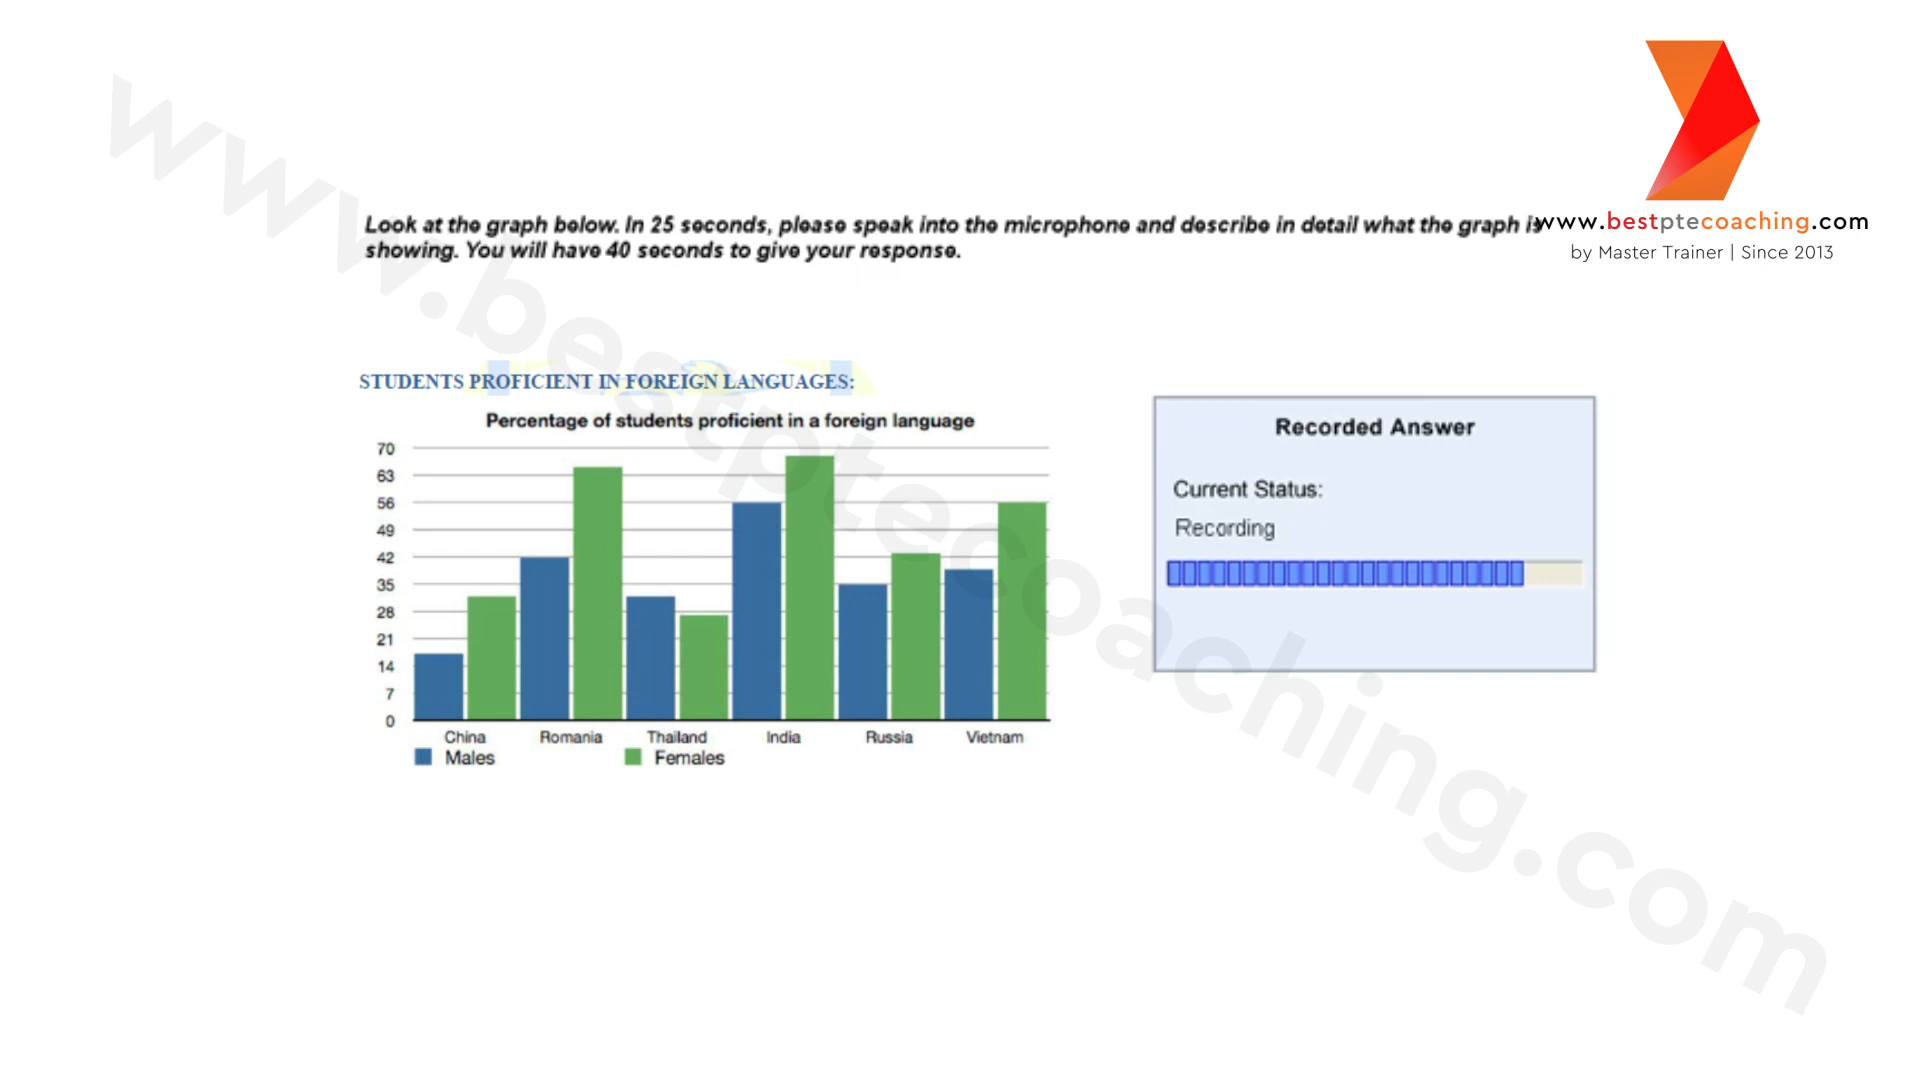 www.bestptecoaching.com
by Master Trainer | Since 2013
Look at the graph below. In 25 seconds, please speak into the microphone and describe in detail what the graph is
showing. You will have 40 seconds to give your response.
STUDENTS PROFICIENT IN FOREIGN LANGUAGES:
Percentage of students proficient in a foreign language
70
63
56
49
42
35
28
21
14
7
0
China Romania Thailand India Russia Vietnam
Males Females
Recorded Answer
Current Status:
Recording
www.bestptecoaching.com